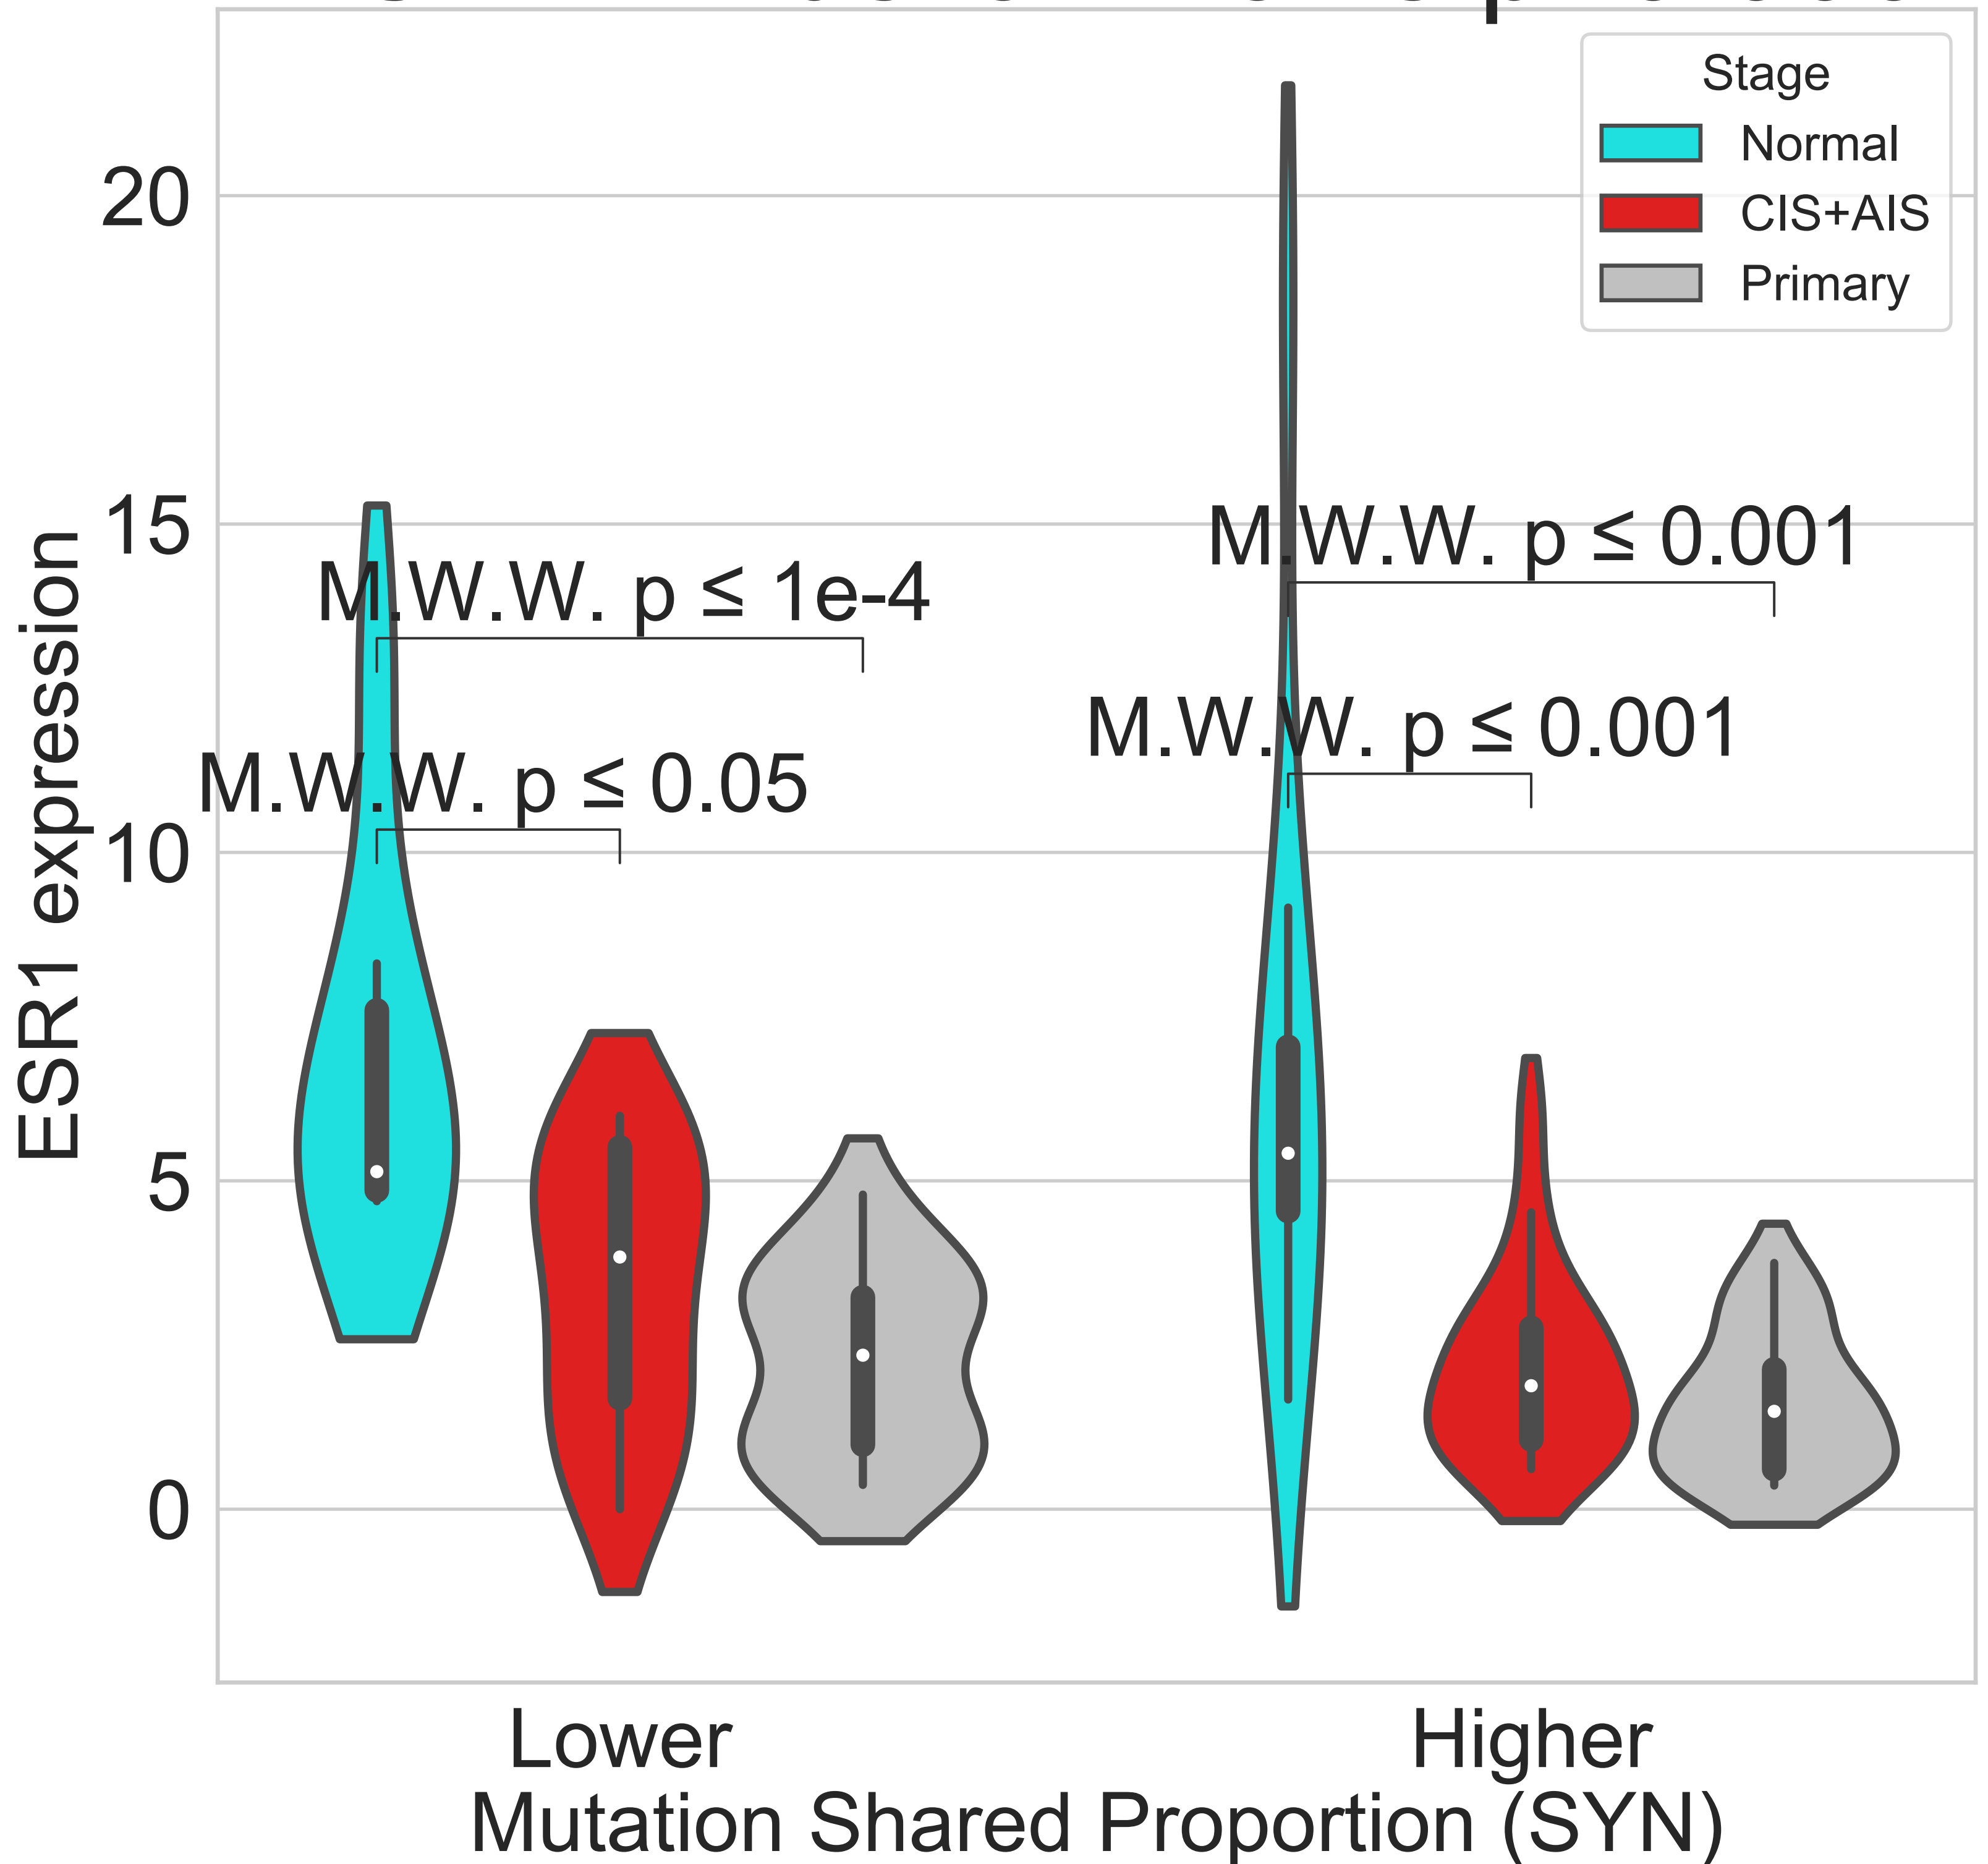 Stage
Normal
CIS+AIS
Primary
20
15
10
5
0
ESR1 expression
M.W.W. p ≤ 0.001
M.W.W. p ≤ 1e-4
M.W.W. p ≤ 0.001
M.W.W. p ≤ 0.05
Lower
Higher
Mutation Shared Proportion (SYN)